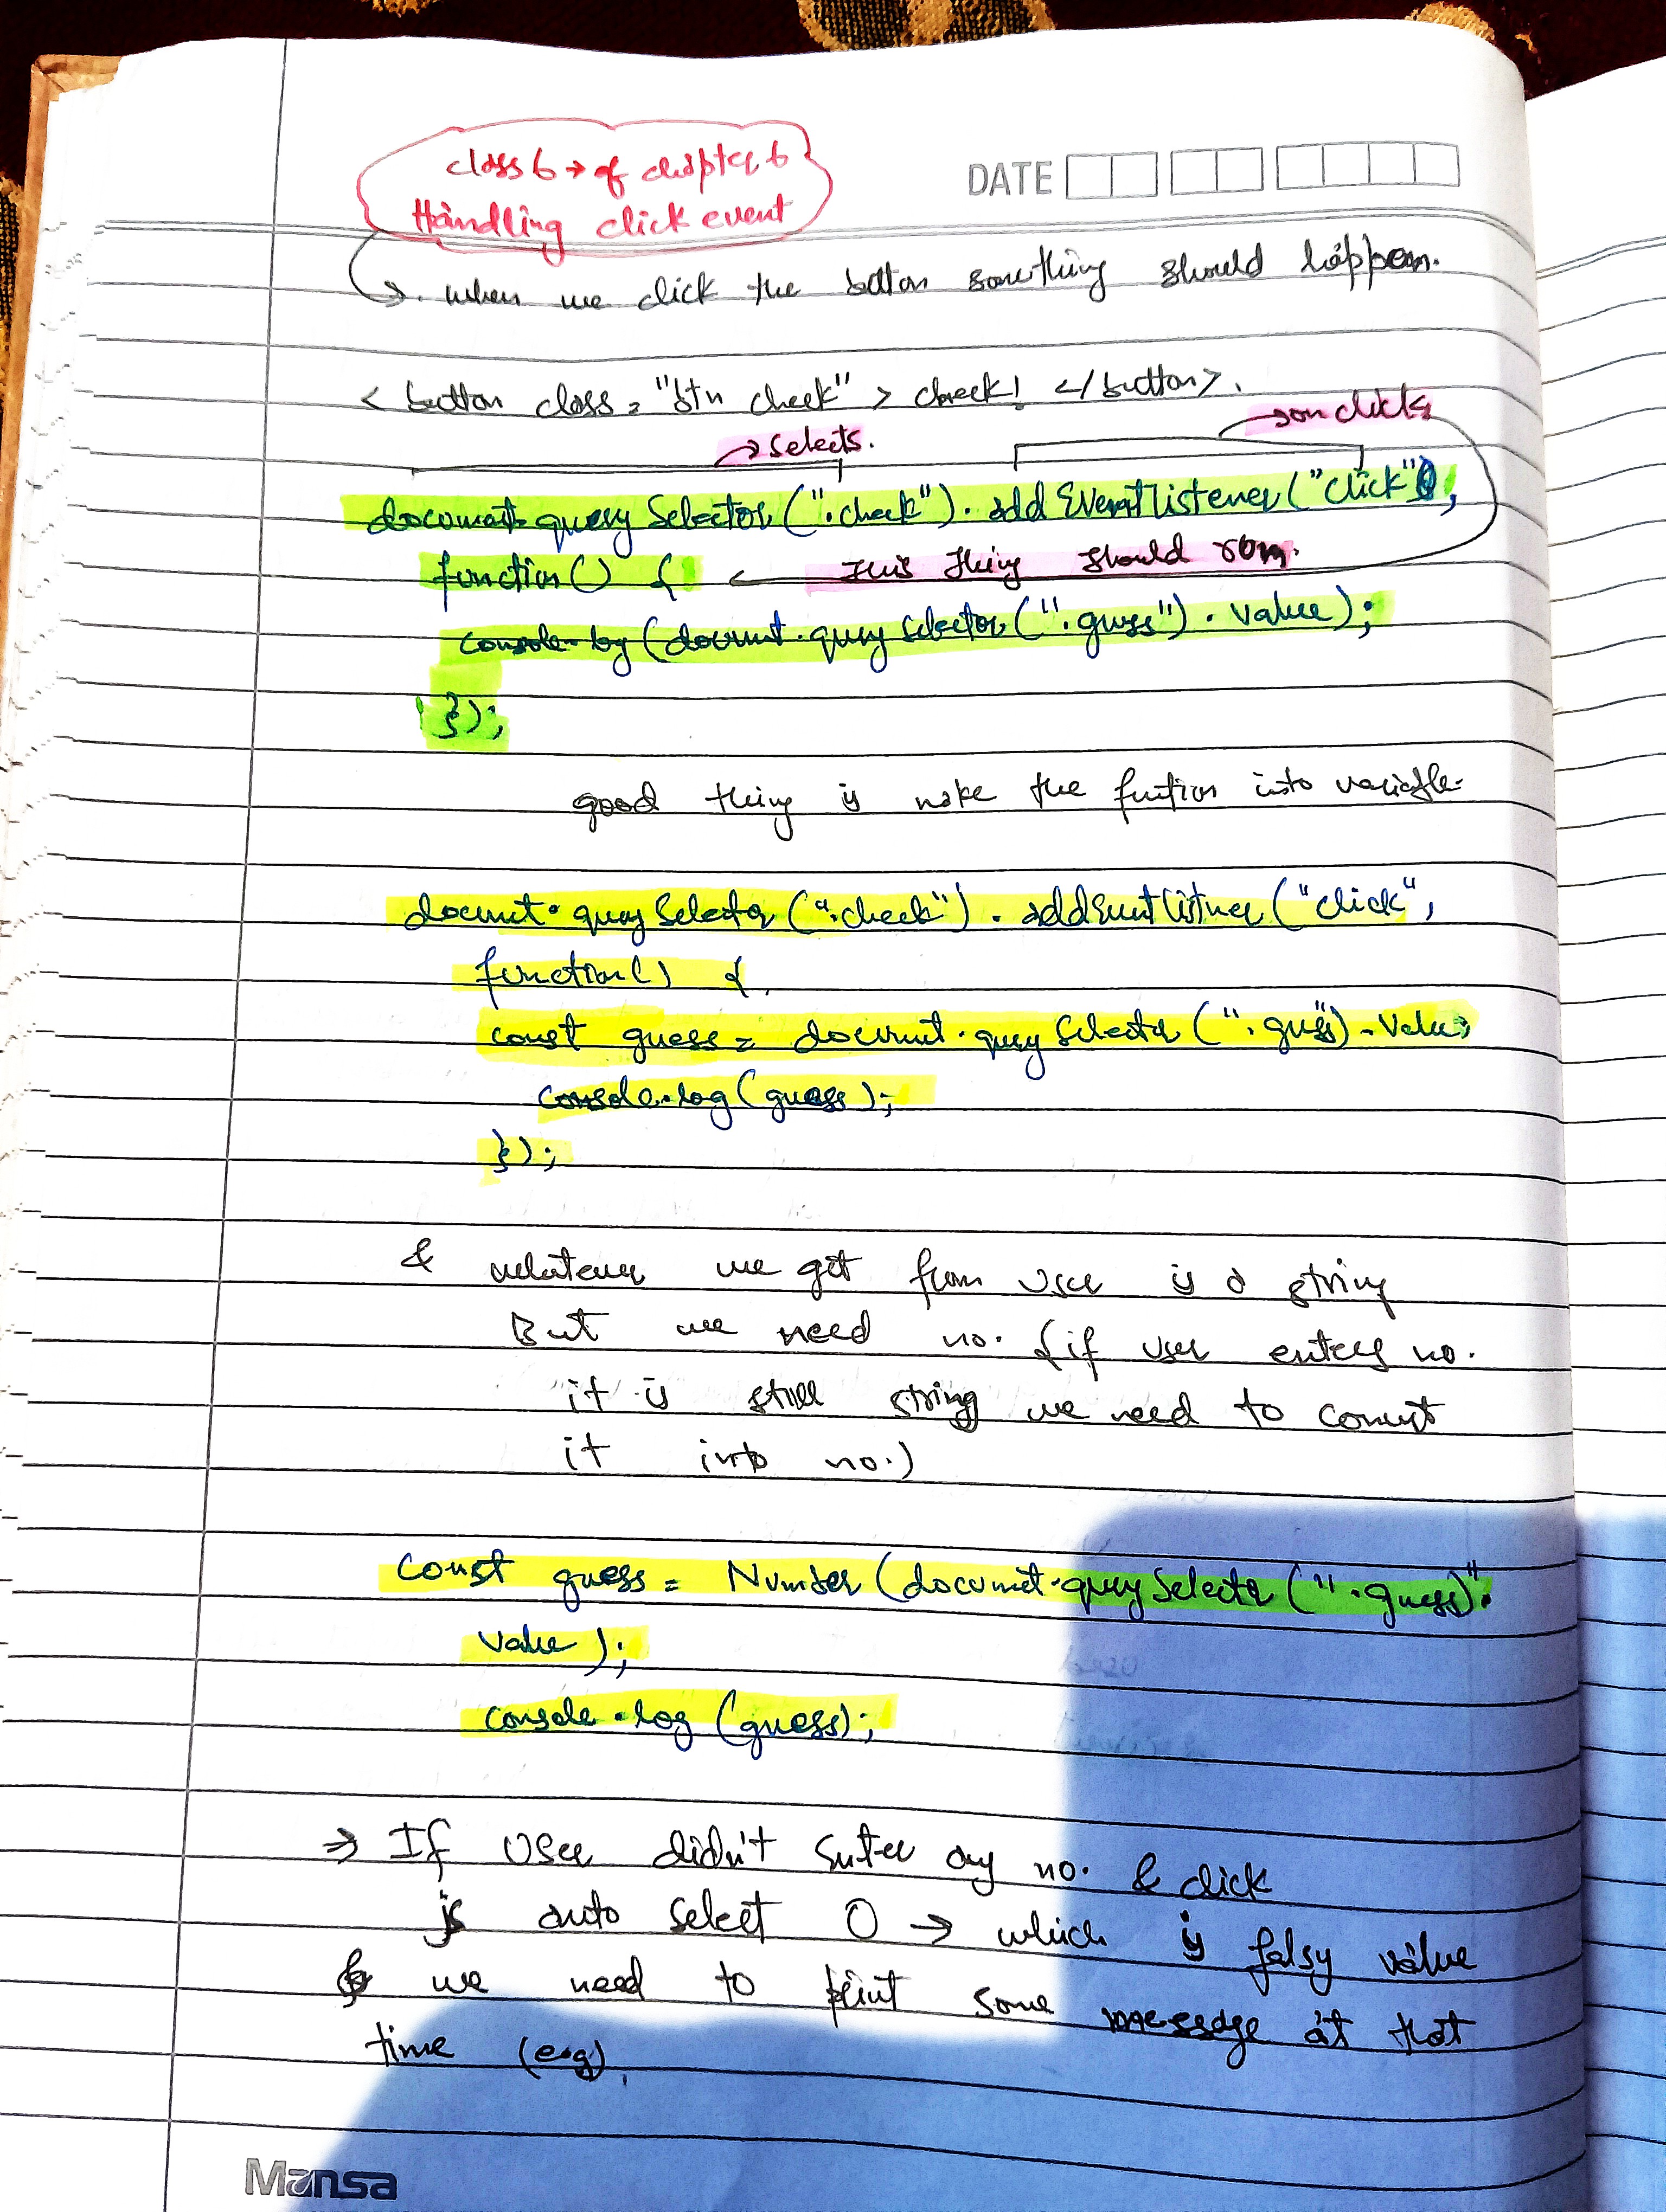 class 6 → of chapter 6
Handling click event
DATE
→ . when we click the button something should happen.
< button class = "btn check" > check! </button>.
→ selects.
→ on clicks
document.querySelector(".check").addEventListener("click",
function() {
← this thing should run.
console.log(document.querySelector(".guess").value);
});
good thing is make the function into variable.
document.querySelector(".check").addEventListener("click",
function() {
const guess = document.querySelector(".guess").value;
console.log(guess);
});
& whatever we get from user is a string
But we need no. (if user enters no.
it is still string we need to convert
it into no.)
const guess = Number(document.querySelector(".guess").
value);
console.log(guess);
⇒ If user didn't enter any no. & click
js auto select 0 → which is falsy value
& we need to print some message at that
time (e.g).
Mansa